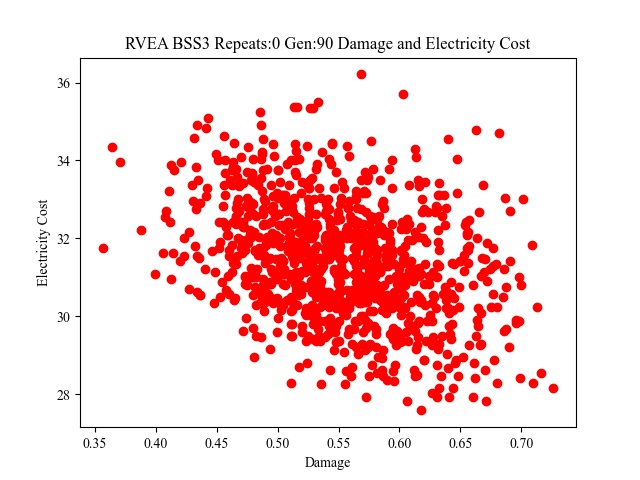 RVEA BSS3 Repeats:0 Gen:90 Damage and Electricity Cost
36
34
32
30
28
Electricity Cost
0.35 0.40 0.45 0.50 0.55 0.60 0.65 0.70
Damage